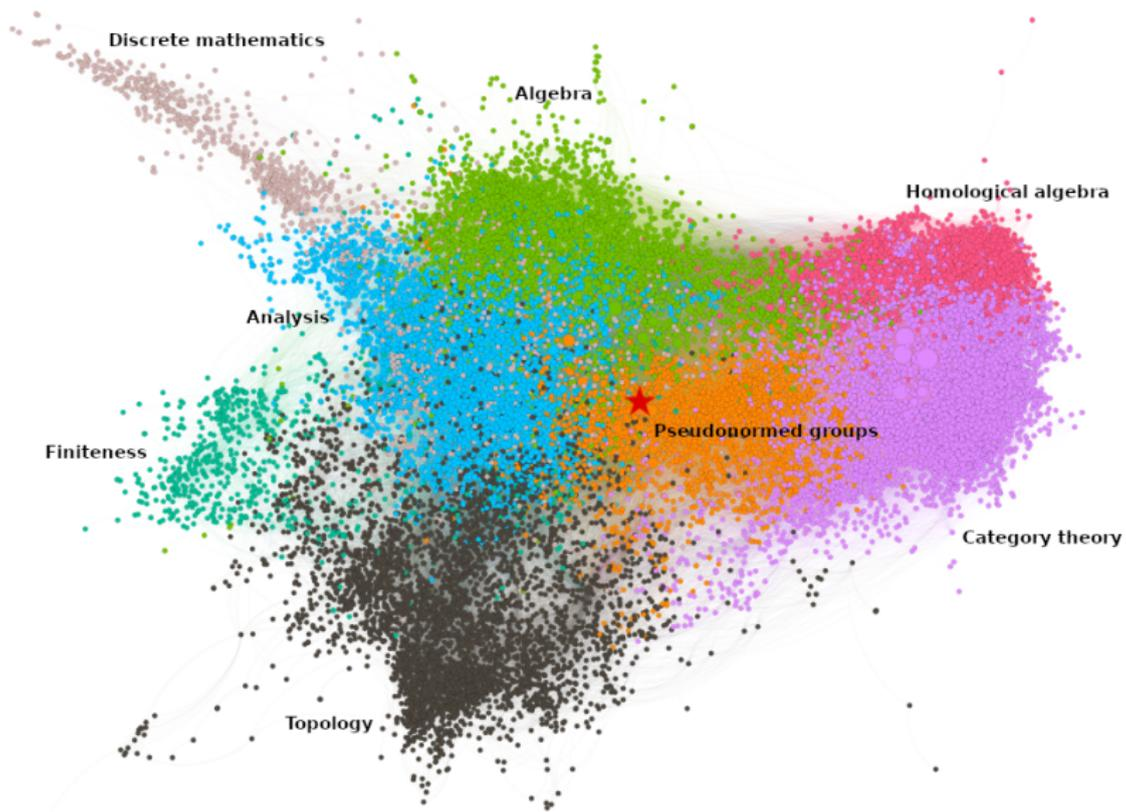 Discrete mathematics
Algebra
Homological algebra
Analysis
Pseudonormed groups
Finiteness
Category theory
Topology